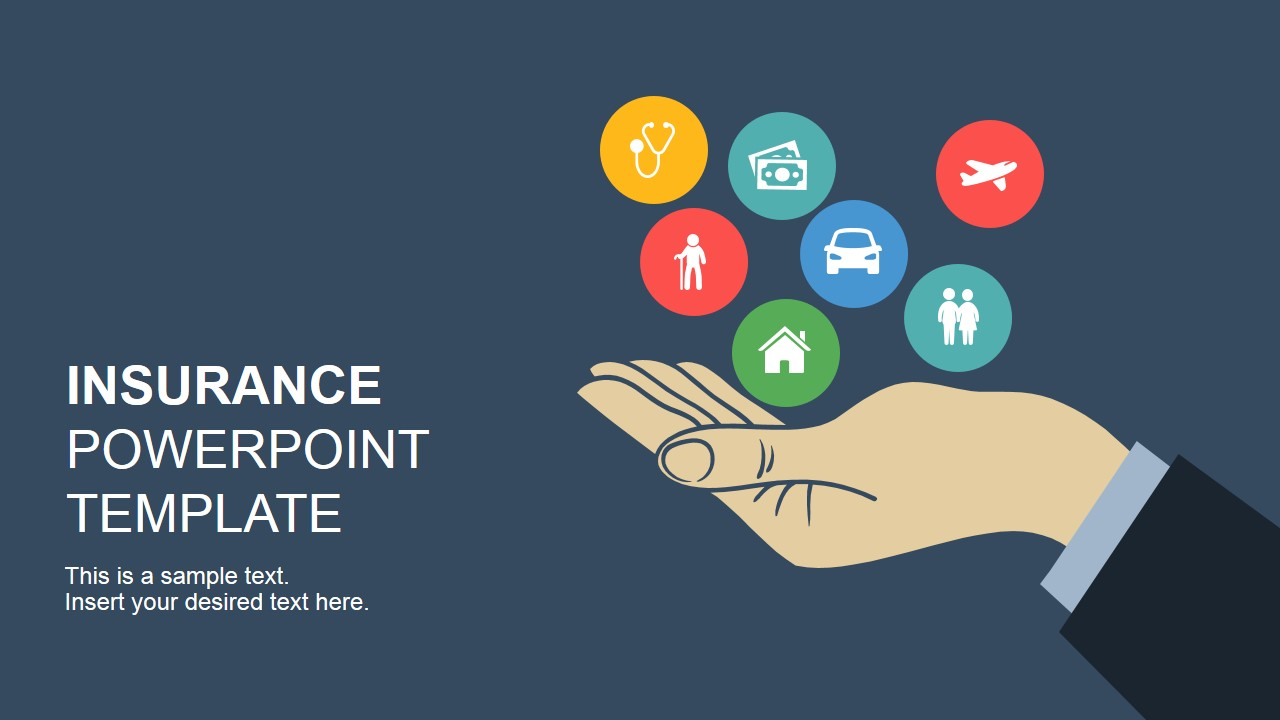 INSURANCE
POWERPOINT
TEMPLATE
This is a sample text.
Insert your desired text here.